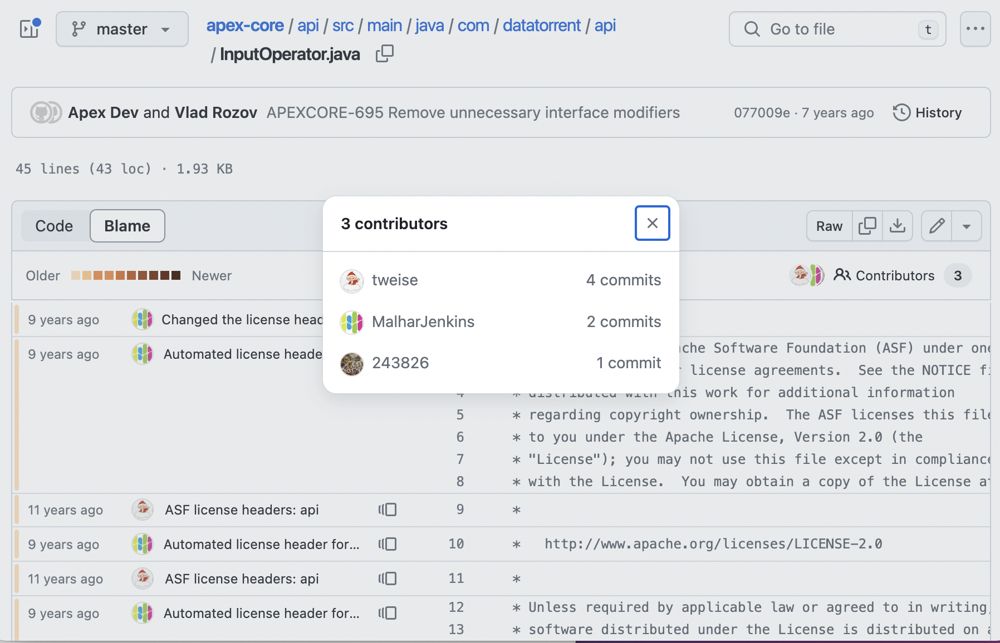 master
apex-core / api / src / main / java / com / datatorrent / api
/ InputOperator.java
Go to file
t
Apex Dev and Vlad Rozov APEXCORE-695 Remove unnecessary interface modifiers
077009e · 7 years ago
History
45 lines (43 loc) · 1.93 KB
Code
Blame
Raw
Older
Newer
Contributors
3
3 contributors
tweise 4 commits
MalharJenkins 2 commits
243826 1 commit
9 years ago Changed the license head
9 years ago Automated license heade
Software Foundation (ASF) under one
license agreements. See the NOTICE
4 * distributed with this work for additional information
5 * regarding copyright ownership. The ASF licenses this file
6 * to you under the Apache License, Version 2.0 (the
7 * "License"); you may not use this file except in compliance
8 * with the License. You may obtain a copy of the License at
11 years ago ASF license headers: api 9 *
9 years ago Automated license header for... 10 * http://www.apache.org/licenses/LICENSE-2.0
11 years ago ASF license headers: api 11 *
9 years ago Automated license header for... 12 * Unless required by applicable law or agreed to in writing,
13 * software distributed under the License is distributed on